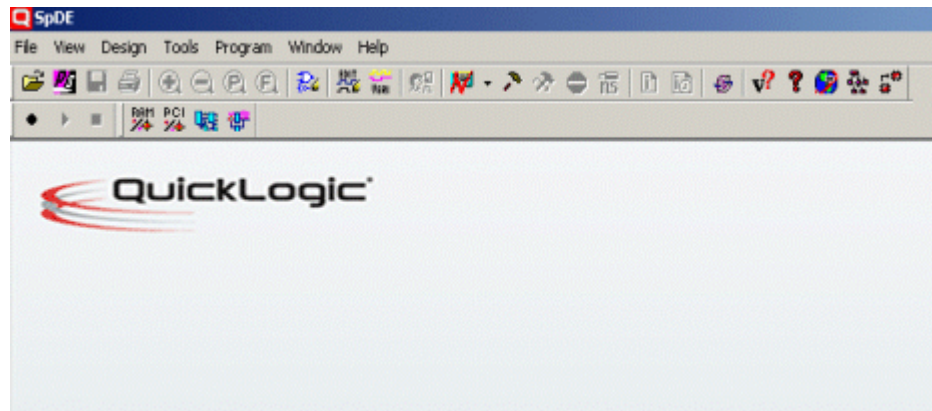 SpDE
File View Design Tools Program Window Help
RAM PCI
QuickLogic